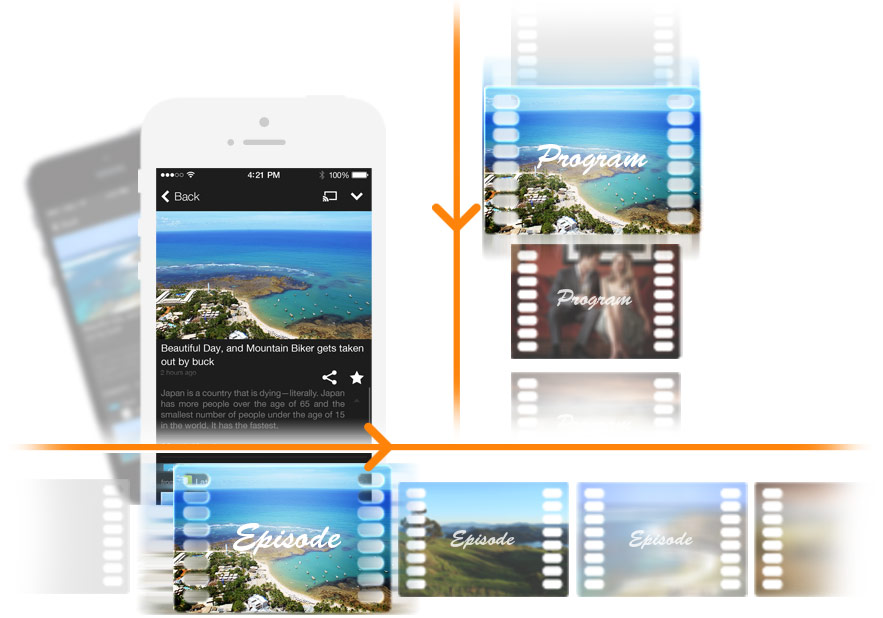 4:21 PM 100%
Back
Beautiful Day, and Mountain Biker gets taken
out by buck
2 hours ago
Japan is a country that is dying—literally. Japan
has more people over the age of 65 and the
smallest number of people under the age of 15
in the world. It has the fastest.
Program
Program
Episode
Episode
Episode